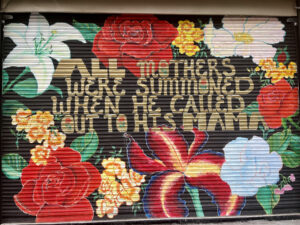 ALL MOTHERS
WERE SUMMONED
WHEN HE CALLED
OUT TO HIS MAMA